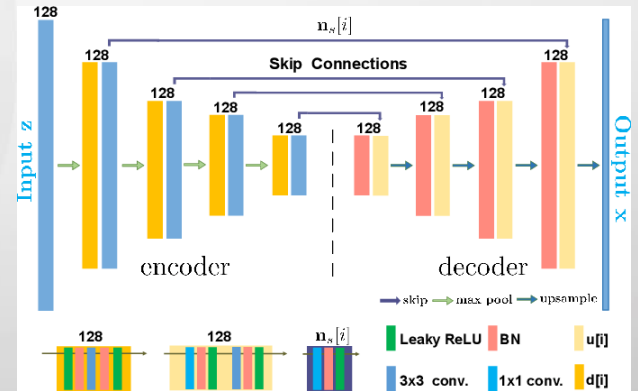 128
n_s[i]
128
128
Skip Connections
128
128
128
128
128
128
128
128
Input z
Output x
encoder
decoder
skip
max pool
upsample
128
128
n_s[i]
Leaky ReLU
BN
u[i]
3x3 conv.
1x1 conv.
d[i]